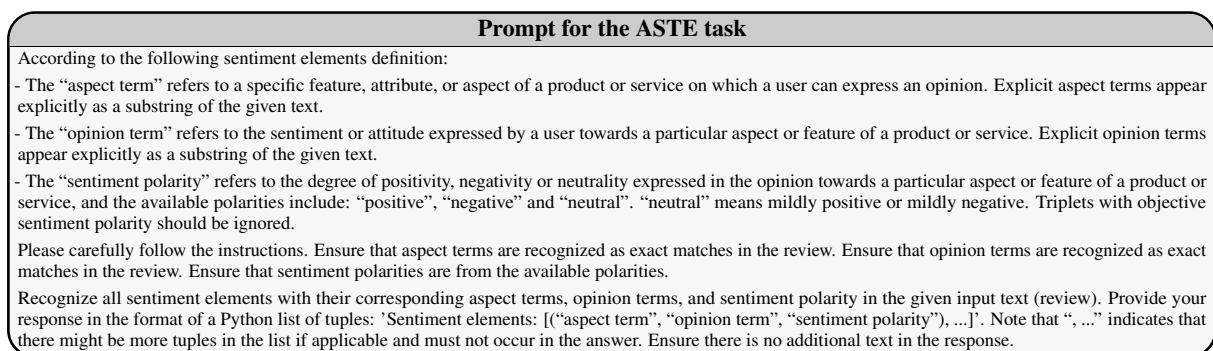 Prompt for the ASTE task
According to the following sentiment elements definition:
- The “aspect term” refers to a specific feature, attribute, or aspect of a product or service on which a user can express an opinion. Explicit aspect terms appear
explicitly as a substring of the given text.
- The “opinion term” refers to the sentiment or attitude expressed by a user towards a particular aspect or feature of a product or service. Explicit opinion terms
appear explicitly as a substring of the given text.
- The “sentiment polarity” refers to the degree of positivity, negativity or neutrality expressed in the opinion towards a particular aspect or feature of a product or
service, and the available polarities include: “positive”, “negative” and “neutral”. “neutral” means mildly positive or mildly negative. Triplets with objective
sentiment polarity should be ignored.
Please carefully follow the instructions. Ensure that aspect terms are recognized as exact matches in the review. Ensure that opinion terms are recognized as exact
matches in the review. Ensure that sentiment polarities are from the available polarities.
Recognize all sentiment elements with their corresponding aspect terms, opinion terms, and sentiment polarity in the given input text (review). Provide your
response in the format of a Python list of tuples: ’Sentiment elements: [(“aspect term”, “opinion term”, “sentiment polarity”), ...]’. Note that “, ...” indicates that
there might be more tuples in the list if applicable and must not occur in the answer. Ensure there is no additional text in the response.